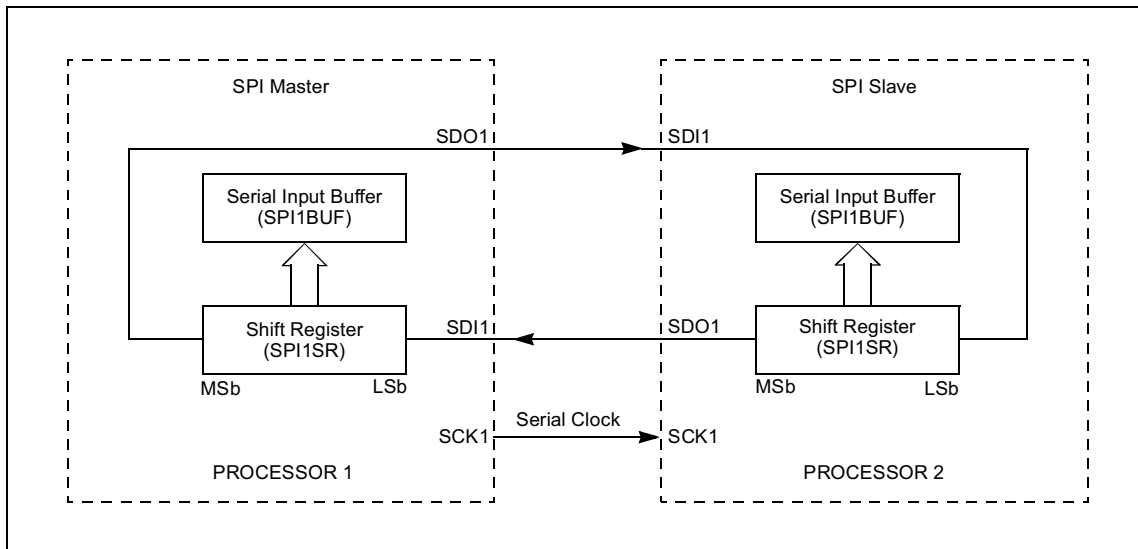 SPI Master
SPI Slave
SDO1
SDI1
Serial Input Buffer
(SPI1BUF)
Serial Input Buffer
(SPI1BUF)
Shift Register
(SPI1SR)
SDI1
SDO1
Shift Register
(SPI1SR)
MSb
LSb
MSb
LSb
Serial Clock
SCK1
SCK1
PROCESSOR 1
PROCESSOR 2